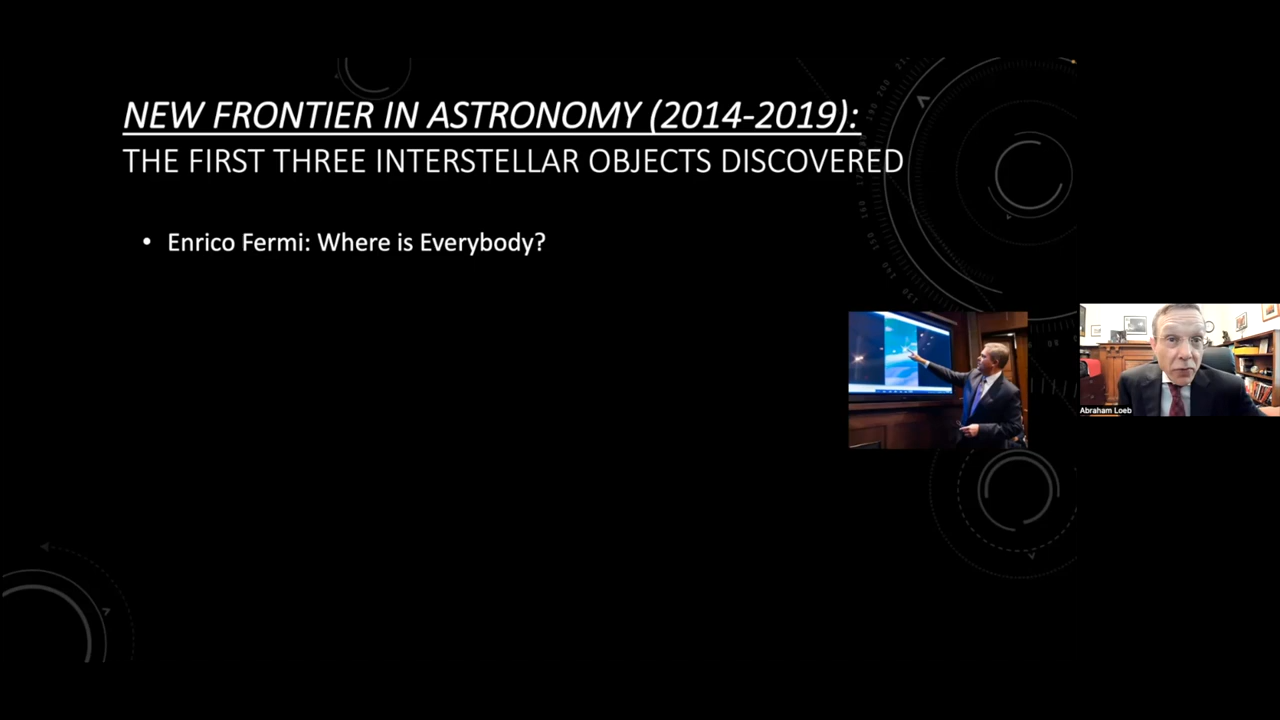 NEW FRONTIER IN ASTRONOMY (2014-2019):
THE FIRST THREE INTERSTELLAR OBJECTS DISCOVERED
• Enrico Fermi: Where is Everybody?
Abraham Loeb